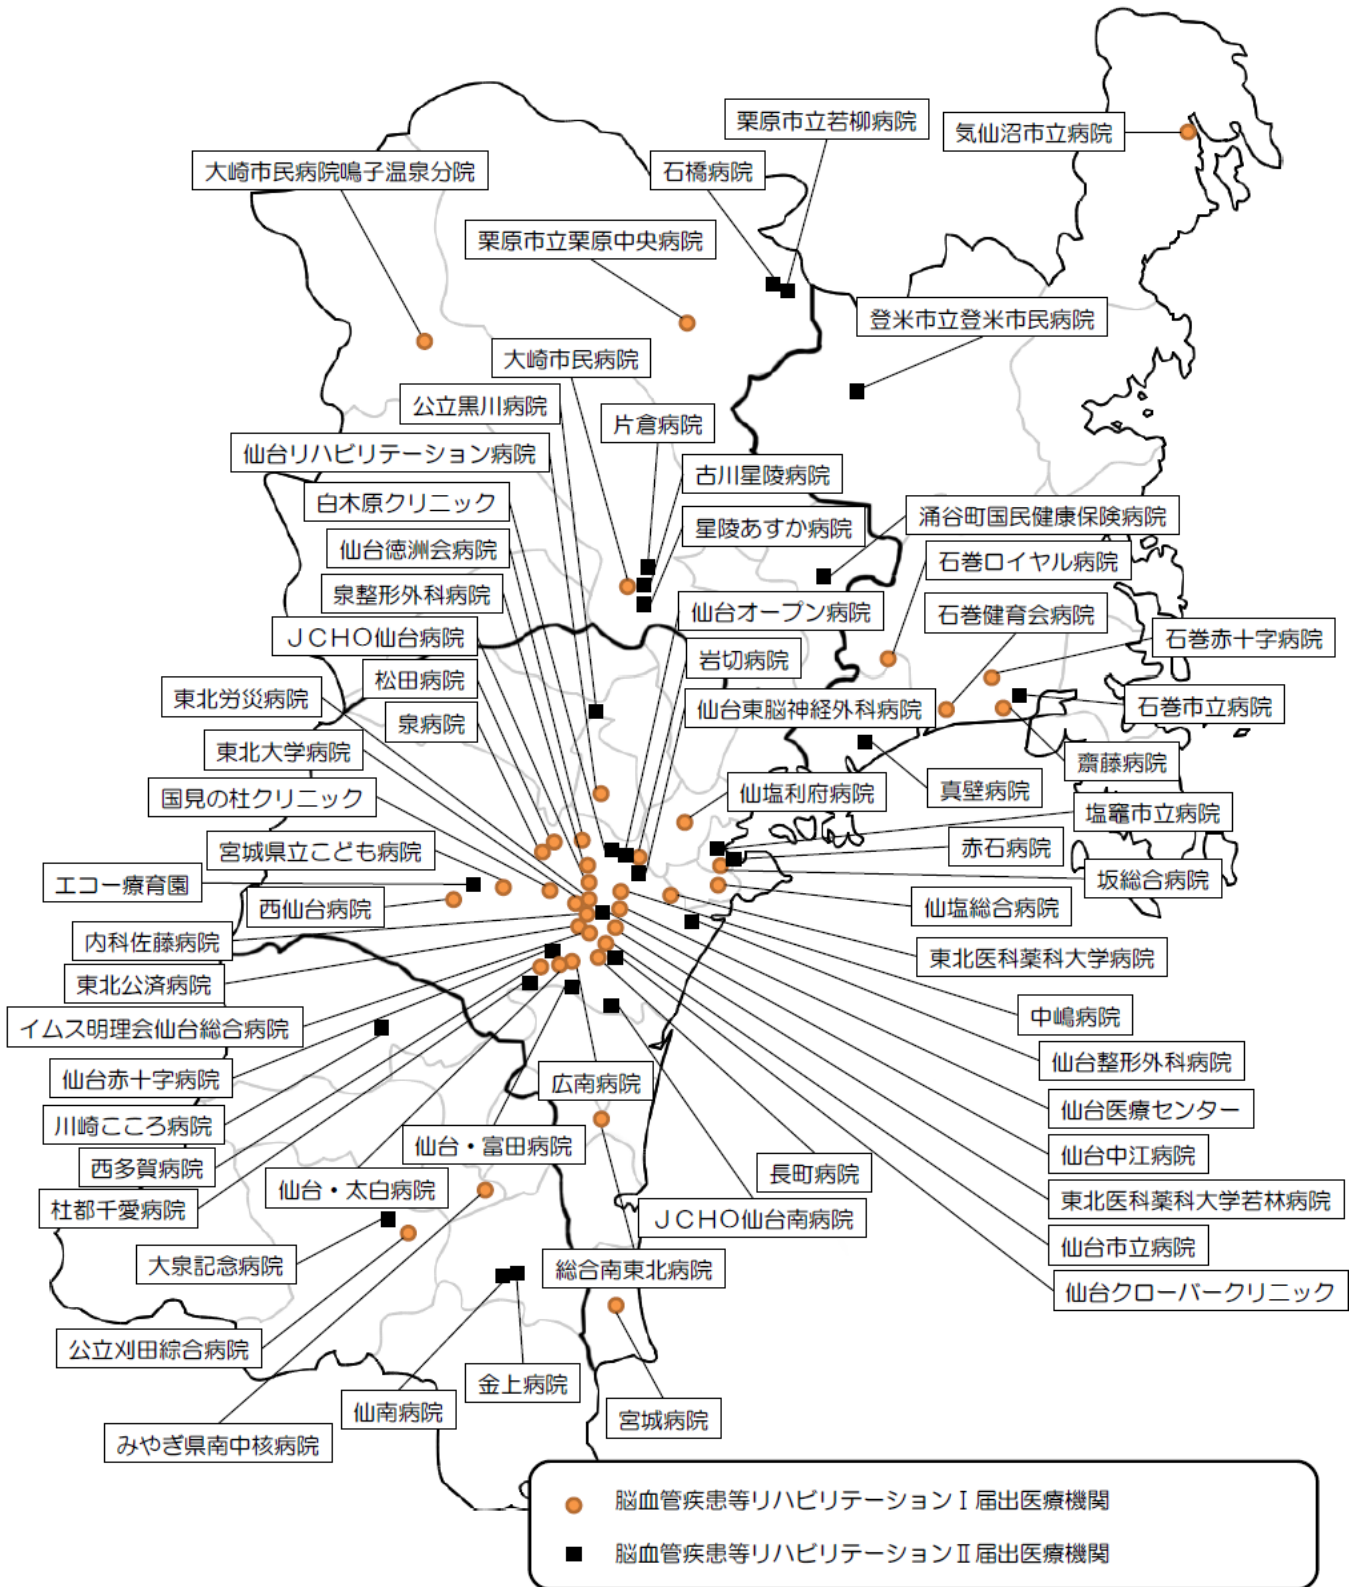 栗原市立若柳病院
気仙沼市立病院
大崎市民病院鳴子温泉分院
石橋病院
栗原市立栗原中央病院
登米市立登米市民病院
大崎市民病院
公立黒川病院
片倉病院
仙台リハビリテーション病院
古川星陵病院
白木原クリニック
星陵あすか病院
涌谷町国民健康保険病院
仙台徳洲会病院
石巻ロイヤル病院
泉整形外科病院
仙台オープン病院
石巻健育会病院
JCHO仙台病院
石巻赤十字病院
岩切病院
松田病院
東北労災病院
仙台東脳神経外科病院
石巻市立病院
泉病院
東北大学病院
齋藤病院
国見の杜クリニック
仙塩利府病院
真壁病院
塩竈市立病院
宮城県立こども病院
赤石病院
エコー療育園
坂総合病院
西仙台病院
仙塩総合病院
内科佐藤病院
東北医科薬科大学病院
東北公済病院
中嶋病院
イムス明理会仙台総合病院
仙台整形外科病院
仙台赤十字病院
広南病院
仙台医療センター
川崎こころ病院
仙台・富田病院
仙台中江病院
西多賀病院
長町病院
仙台・太白病院
東北医科薬科大学若林病院
杜都千愛病院
JCHO仙台南病院
仙台市立病院
大泉記念病院
総合南東北病院
仙台クローバークリニック
公立刈田綜合病院
金上病院
仙南病院
宮城病院
みやぎ県南中核病院
脳血管疾患等リハビリテーションⅠ届出医療機関
脳血管疾患等リハビリテーションⅡ届出医療機関